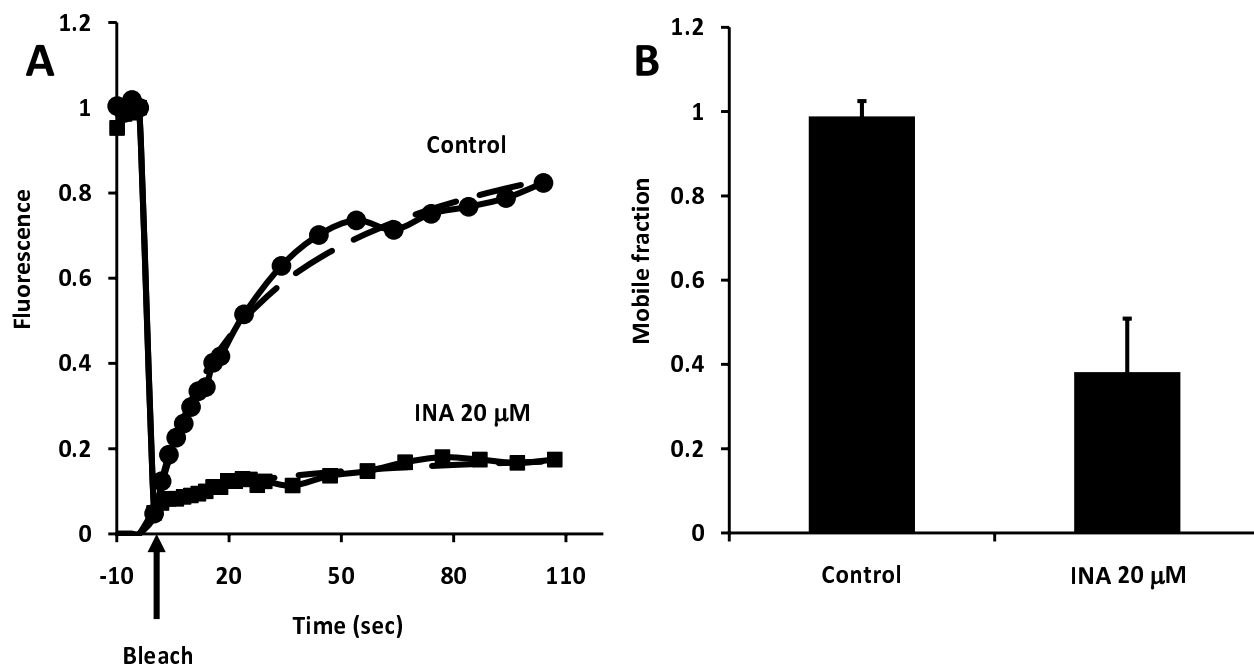 A
1.2
1
0.8
0.6
0.4
0.2
0
Fluorescence
Control
INA 20 μM
-10 20 50 80 110
Time (sec)
Bleach
B
1.2
1
0.8
0.6
0.4
0.2
0
Mobile fraction
Control INA 20 μM